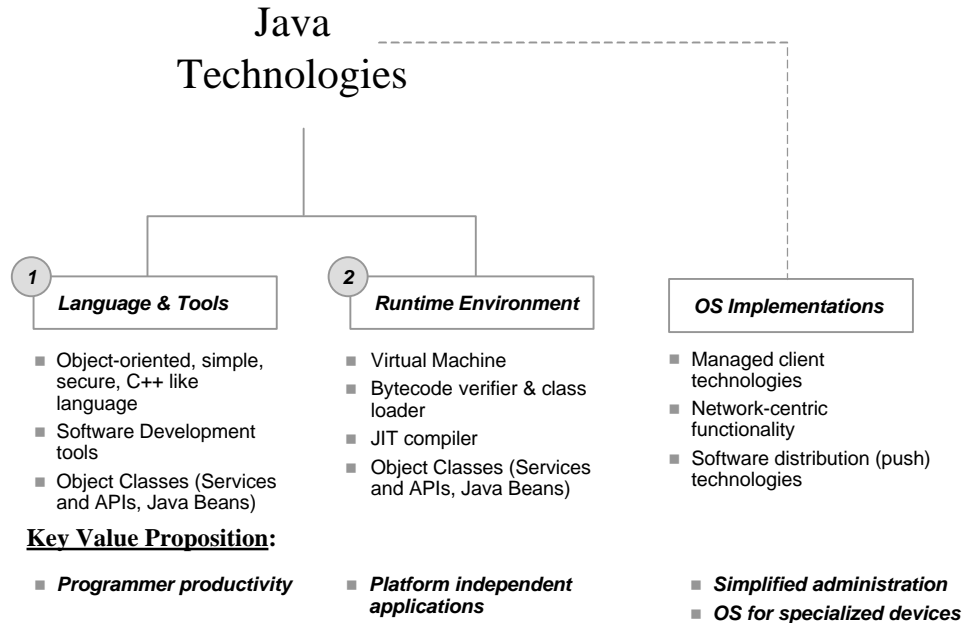 Java
Technologies
1
Language & Tools
■ Object-oriented, simple,
secure, C++ like
language
■ Software Development
tools
■ Object Classes (Services
and APIs, Java Beans)
2
Runtime Environment
■ Virtual Machine
■ Bytecode verifier & class
loader
■ JIT compiler
■ Object Classes (Services
and APIs, Java Beans)
OS Implementations
■ Managed client
technologies
■ Network-centric
functionality
■ Software distribution (push)
technologies
Key Value Proposition:
■ Programmer productivity
■ Platform independent
applications
■ Simplified administration
■ OS for specialized devices